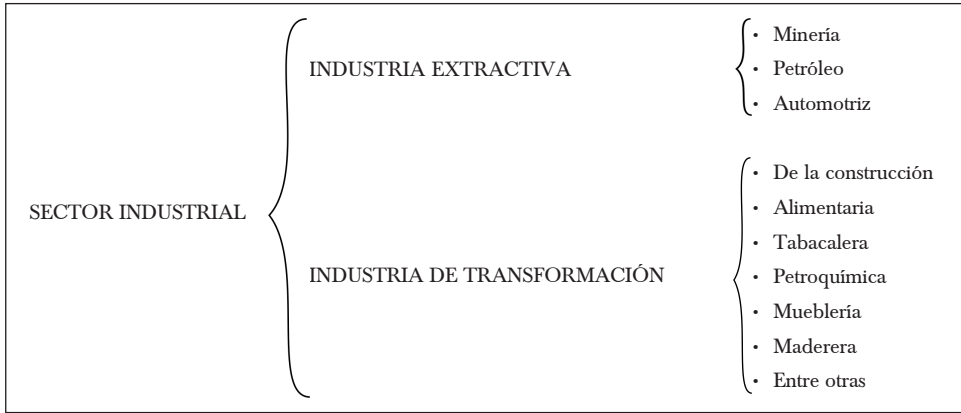 SECTOR INDUSTRIAL
INDUSTRIA EXTRACTIVA
• Minería
• Petróleo
• Automotriz
INDUSTRIA DE TRANSFORMACIÓN
• De la construcción
• Alimentaria
• Tabacalera
• Petroquímica
• Mueblería
• Maderera
• Entre otras